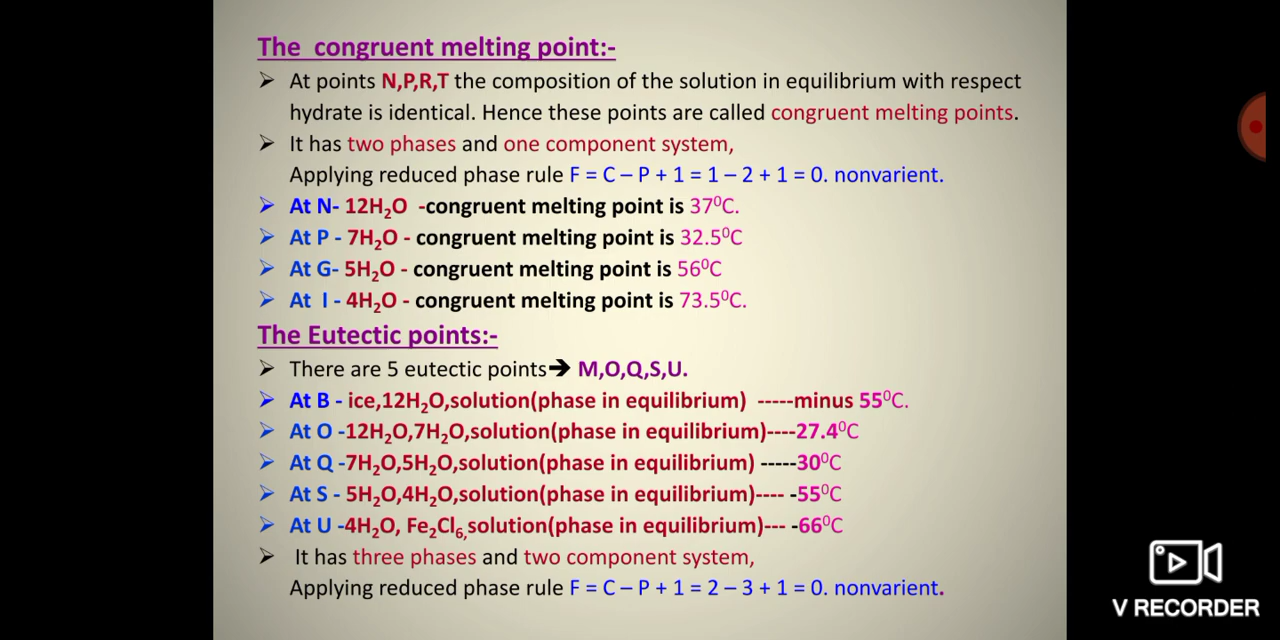 The congruent melting point:-
➢ At points N,P,R,T the composition of the solution in equilibrium with respect
hydrate is identical. Hence these points are called congruent melting points.
➢ It has two phases and one component system,
Applying reduced phase rule F = C – P + 1 = 1 – 2 + 1 = 0. nonvarient.
➢ At N- 12H₂O -congruent melting point is 37⁰C.
➢ At P - 7H₂O - congruent melting point is 32.5⁰C
➢ At G- 5H₂O - congruent melting point is 56⁰C
➢ At I - 4H₂O - congruent melting point is 73.5⁰C.
The Eutectic points:-
➢ There are 5 eutectic points➔ M,O,Q,S,U.
➢ At B - ice,12H₂O,solution(phase in equilibrium) -----minus 55⁰C.
➢ At O -12H₂O,7H₂O,solution(phase in equilibrium)----27.4⁰C
➢ At Q -7H₂O,5H₂O,solution(phase in equilibrium) -----30⁰C
➢ At S - 5H₂O,4H₂O,solution(phase in equilibrium)---- -55⁰C
➢ At U -4H₂O, Fe₂Cl₆,solution(phase in equilibrium)--- -66⁰C
➢ It has three phases and two component system,
Applying reduced phase rule F = C – P + 1 = 2 – 3 + 1 = 0. nonvarient.
V RECORDER